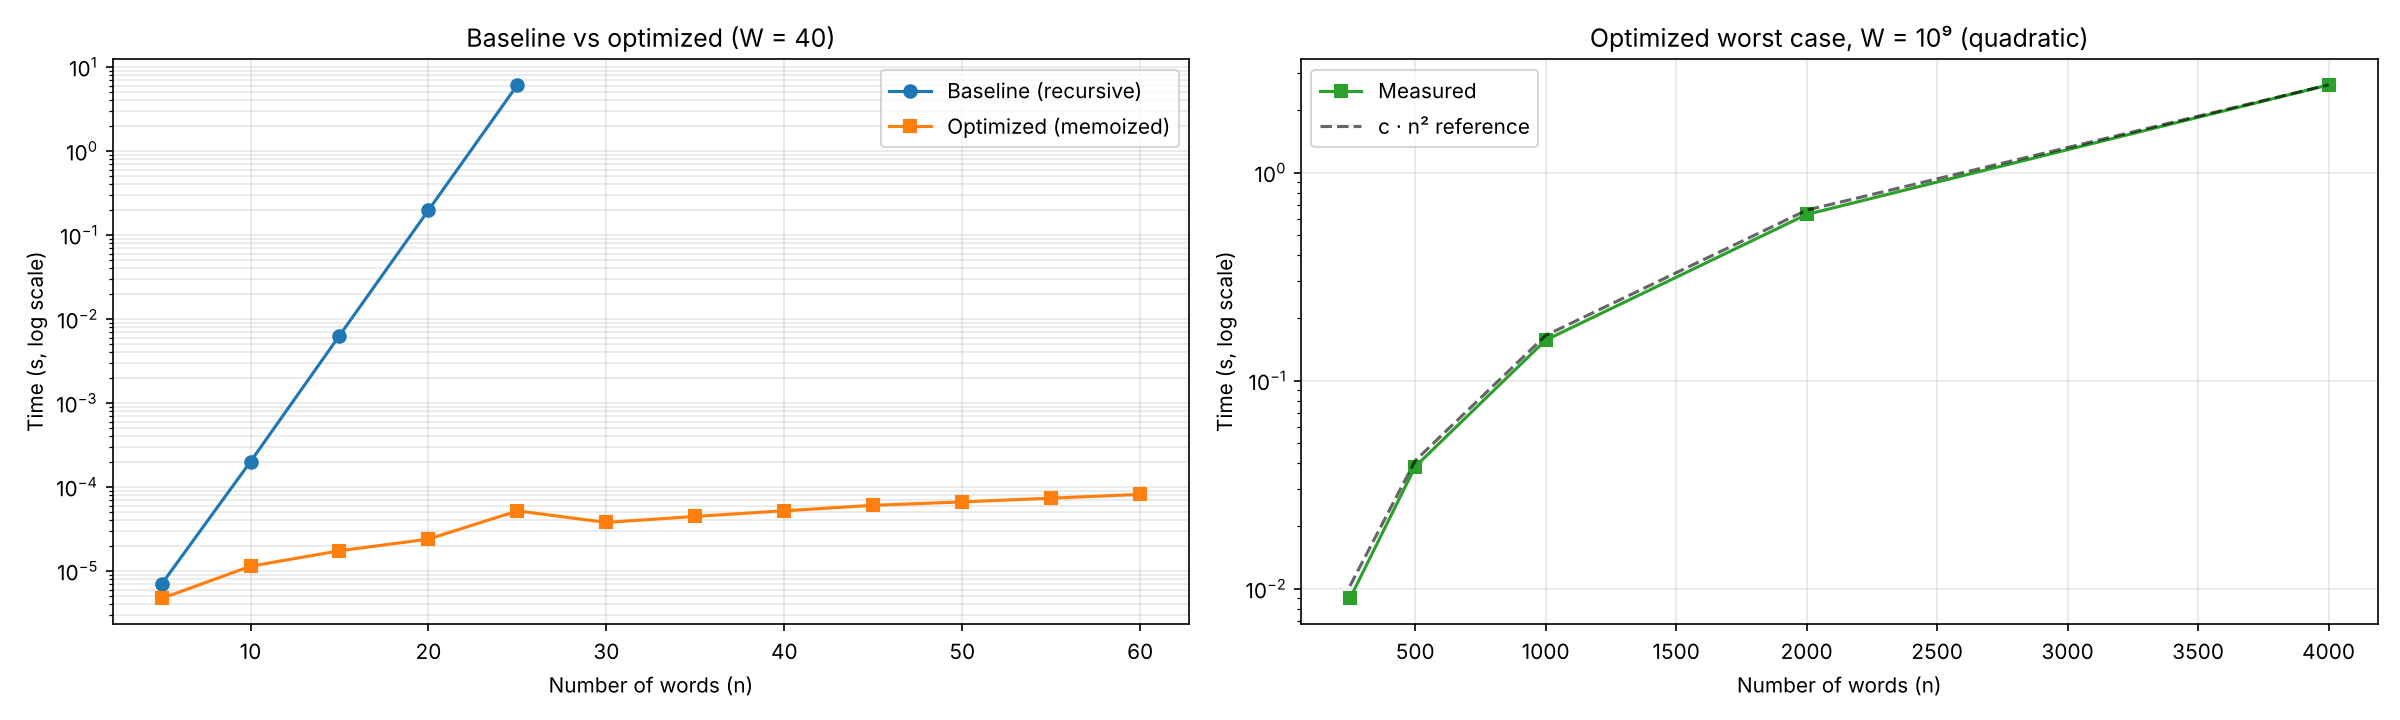 Baseline vs optimized (W = 40)
Time (s, log scale)
10¹
10⁰
10⁻¹
10⁻²
10⁻³
10⁻⁴
10⁻⁵
Baseline (recursive)
Optimized (memoized)
10 20 30 40 50 60
Number of words (n)
Optimized worst case, W = 10⁹ (quadratic)
Time (s, log scale)
10⁰
10⁻¹
10⁻²
Measured
c · n² reference
500 1000 1500 2000 2500 3000 3500 4000
Number of words (n)